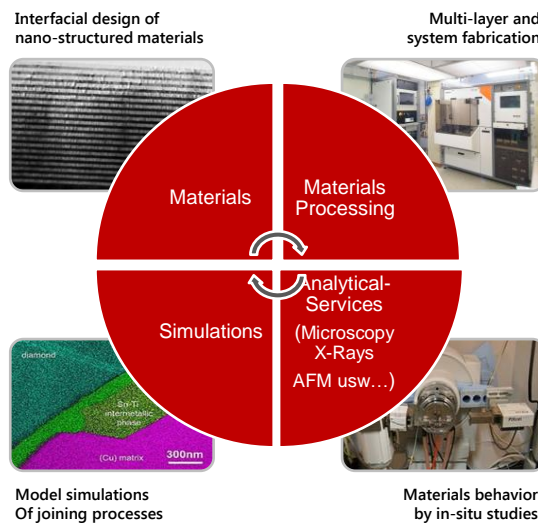 Interfacial design of
nano-structured materials
Multi-layer and
system fabrication
Materials
Materials
Processing
Simulations
Analytical-
Services
(Microscopy
X-Rays
AFM usw…)
diamond
Sn-Ti
intermetallic
phase
(Cu) matrix
300nm
Model simulations
Of joining processes
Materials behavior
by in-situ studies